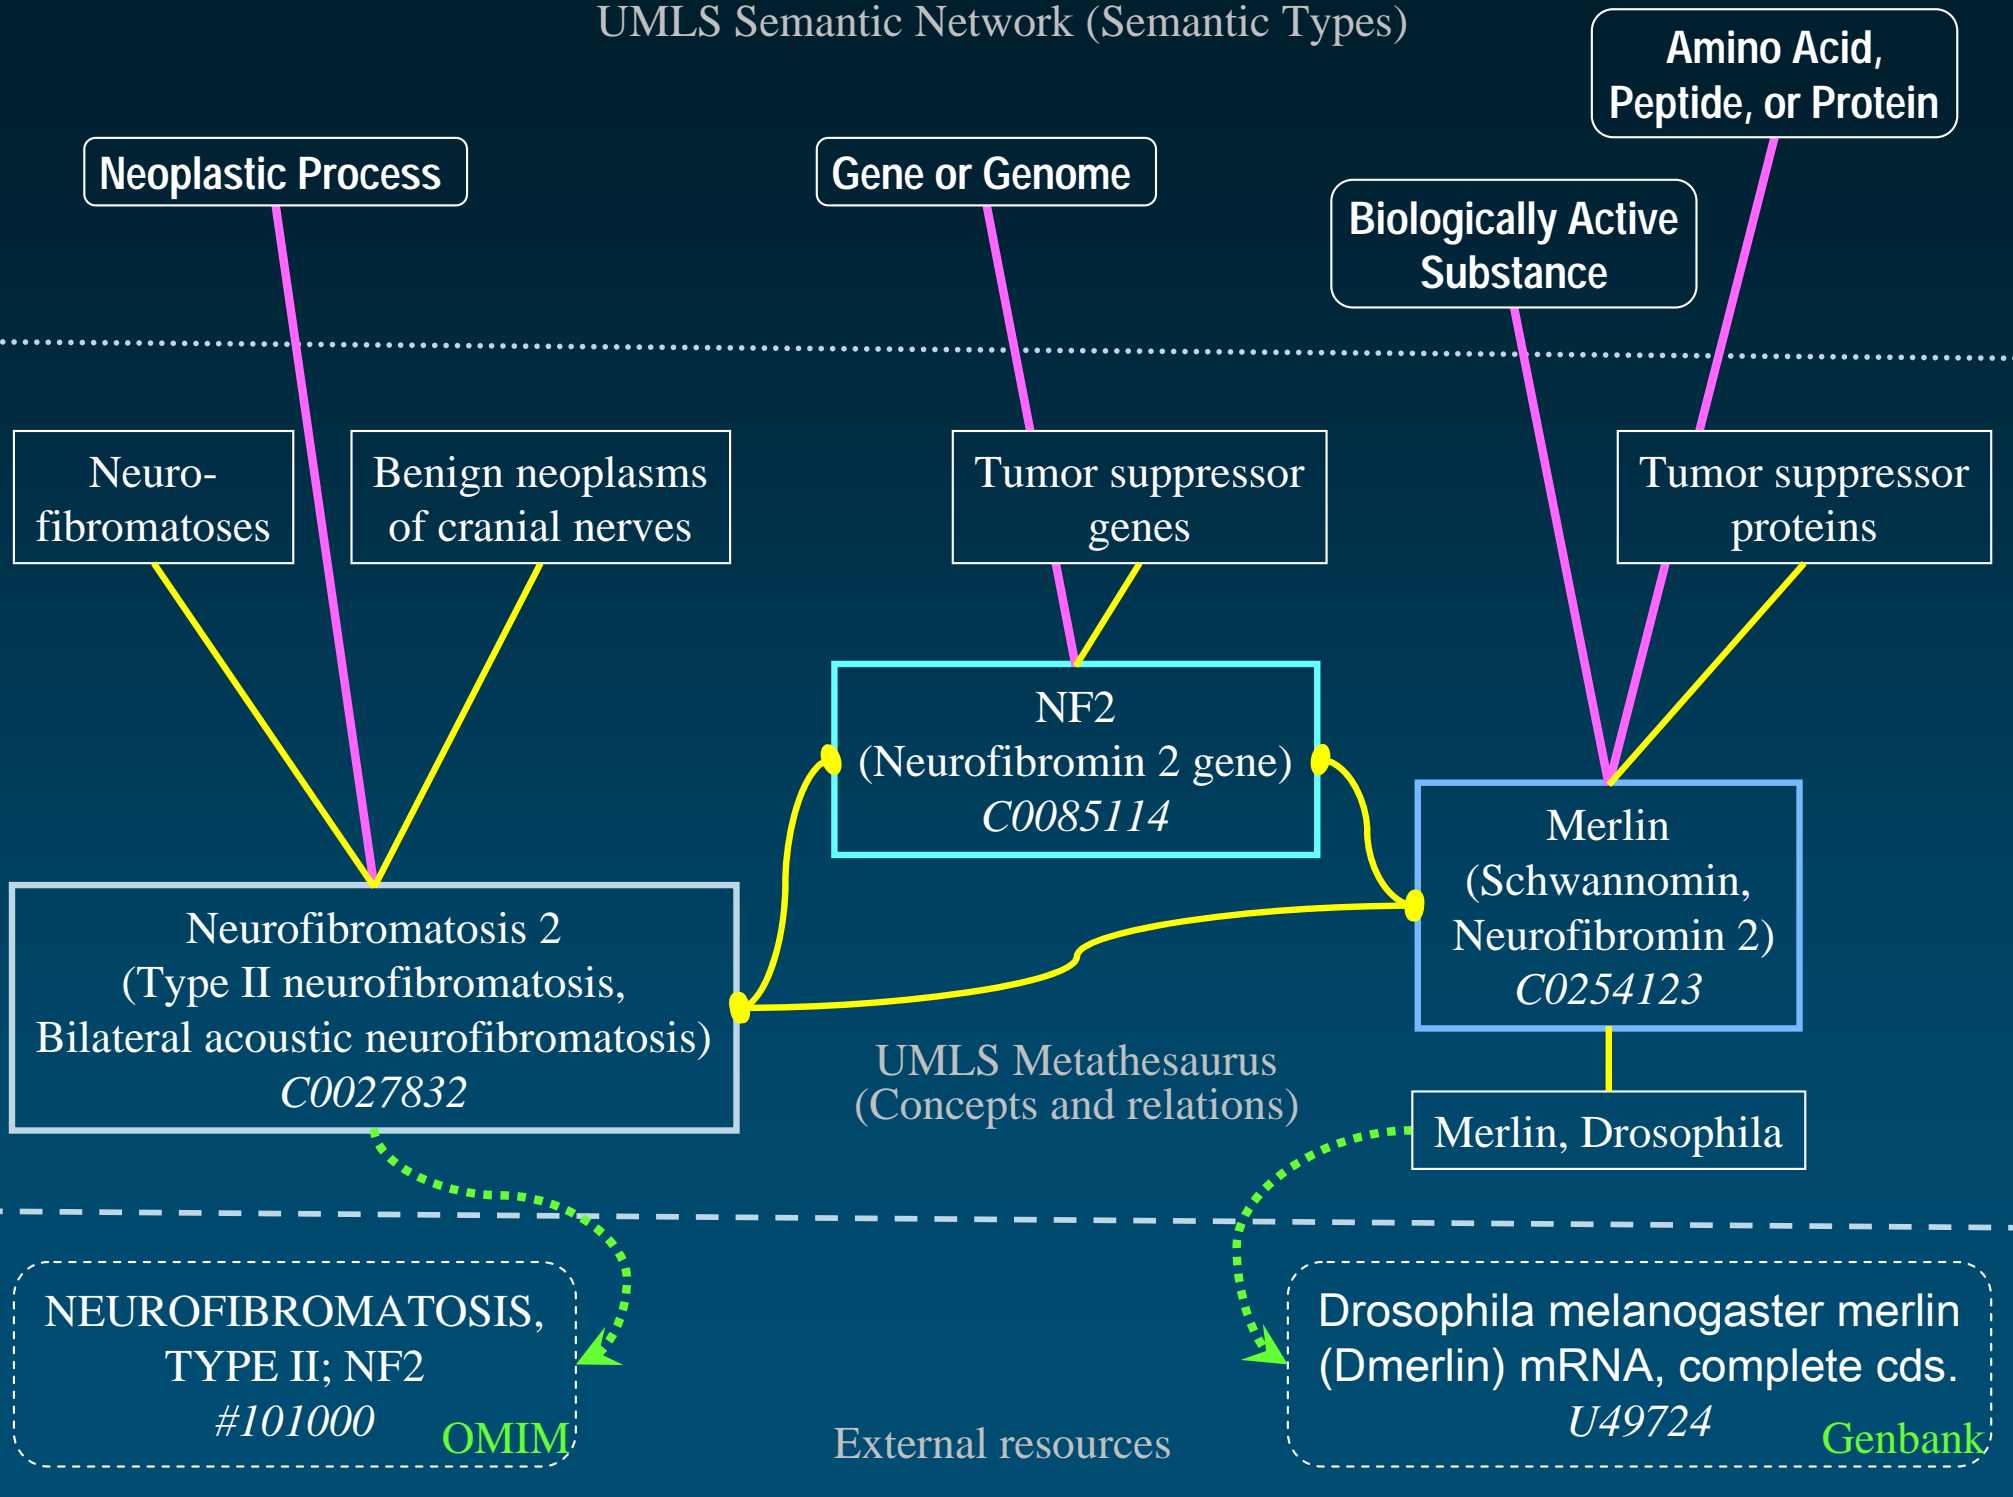 UMLS Semantic Network (Semantic Types)
Amino Acid,
Peptide, or Protein
Neoplastic Process
Gene or Genome
Biologically Active
Substance
Neuro-
fibromatoses
Benign neoplasms
of cranial nerves
Tumor suppressor
genes
Tumor suppressor
proteins
NF2
(Neurofibromin 2 gene)
C0085114
Merlin
(Schwannomin,
Neurofibromin 2)
C0254123
Neurofibromatosis 2
(Type II neurofibromatosis,
Bilateral acoustic neurofibromatosis)
C0027832
UMLS Metathesaurus
(Concepts and relations)
Merlin, Drosophila
NEUROFIBROMATOSIS,
TYPE II; NF2
#101000
OMIM
External resources
Drosophila melanogaster merlin
(Dmerlin) mRNA, complete cds.
U49724
Genbank